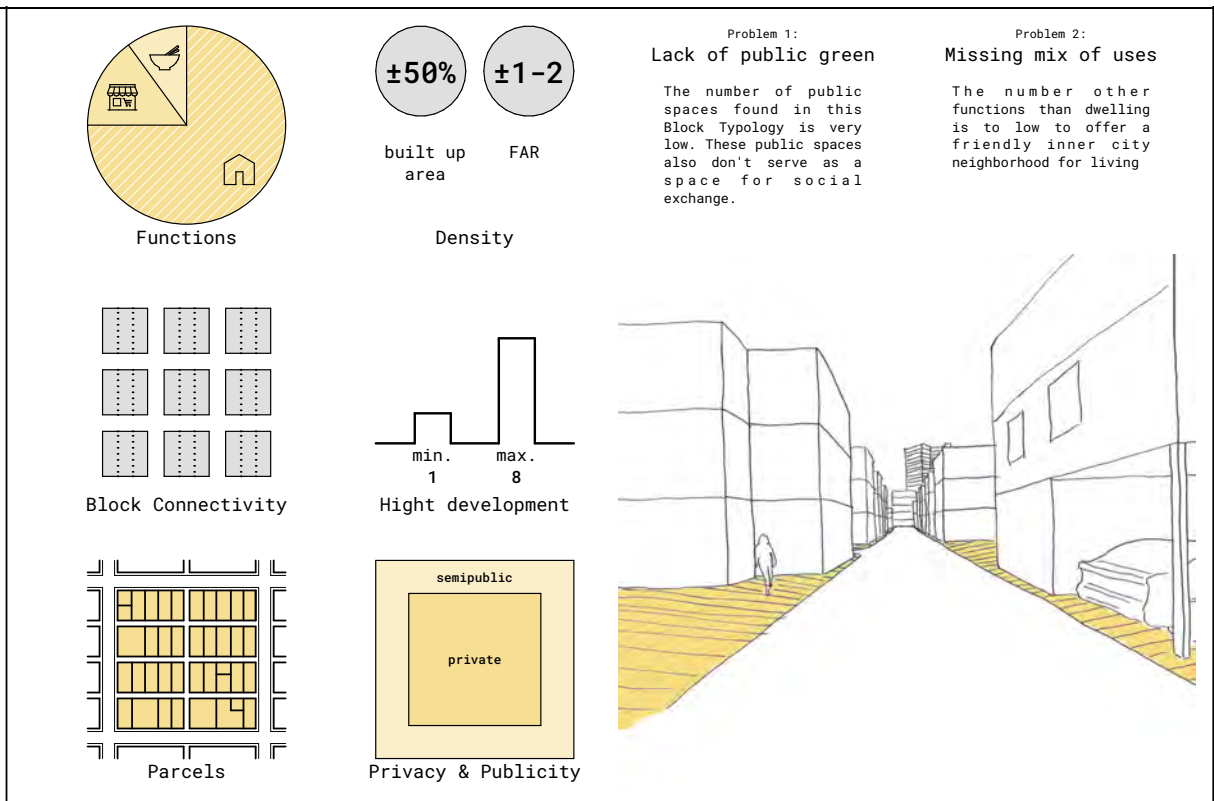 Functions
±50%
±1-2
built up
area
FAR
Density
Problem 1:
Lack of public green
The number of public
spaces found in this
Block Typology is very
low. These public spaces
also don't serve as a
space for social
exchange.
Problem 2:
Missing mix of uses
The number other
functions than dwelling
is to low to offer a
friendly inner city
neighborhood for living
Block Connectivity
min.
1
max.
8
Hight development
Parcels
semipublic
private
Privacy & Publicity